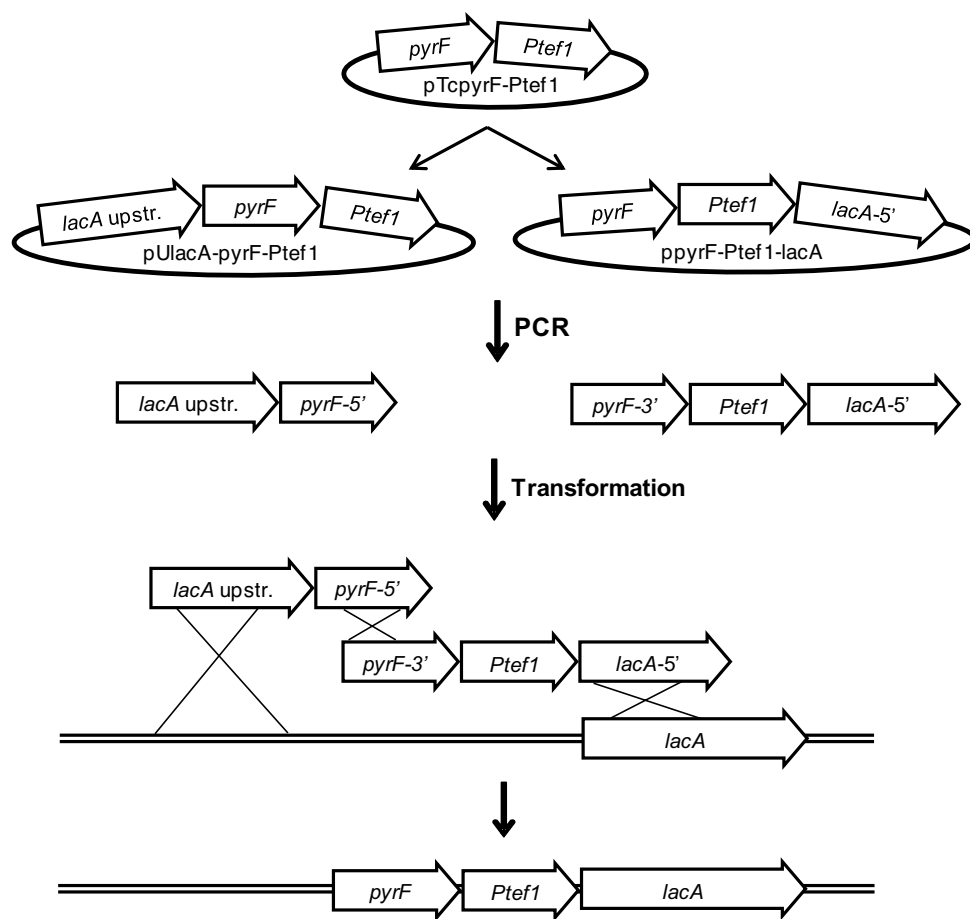 pyrF Ptef1
pTcpyrF-Ptef1
lacA upstr. pyrF Ptef1
pUlacA-pyrF-Ptef1
pyrF Ptef1 lacA-5'
ppyrF-Ptef1-lacA
PCR
lacA upstr. pyrF-5'
pyrF-3' Ptef1 lacA-5'
Transformation
lacA upstr. pyrF-5'
pyrF-3' Ptef1 lacA-5'
lacA
pyrF Ptef1 lacA